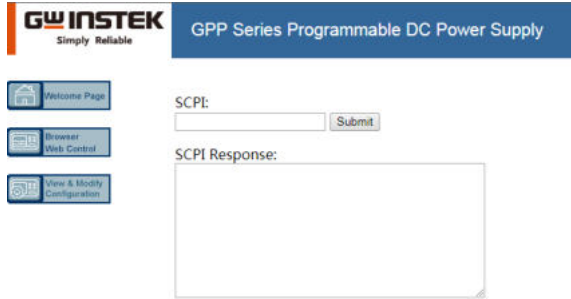 GWINSTEK
Simply Reliable
GPP Series Programmable DC Power Supply
Welcome Page
Browser
Web Control
View & Modify
Configuration
SCPI:
Submit
SCPI Response: